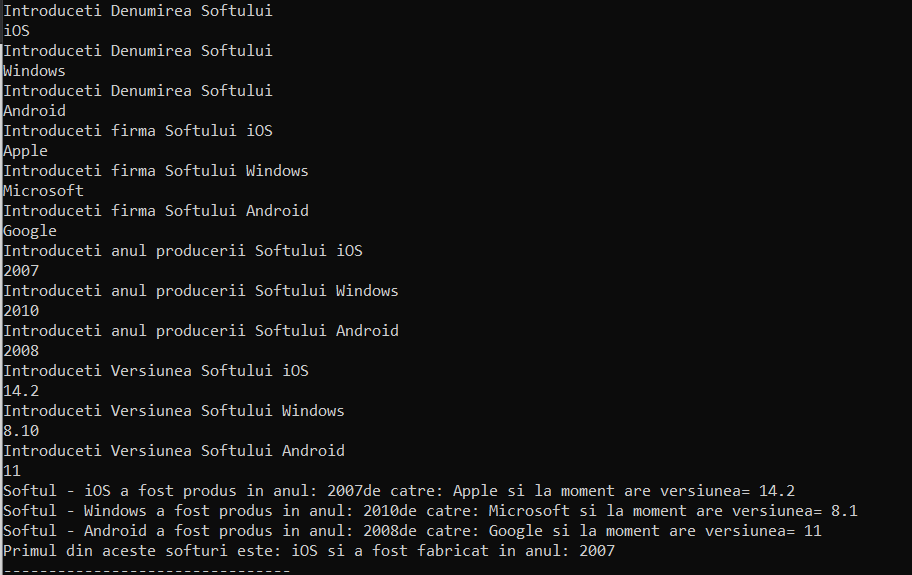 Introduceti Denumirea Softului
iOS
Introduceti Denumirea Softului
Windows
Introduceti Denumirea Softului
Android
Introduceti firma Softului iOS
Apple
Introduceti firma Softului Windows
Microsoft
Introduceti firma Softului Android
Google
Introduceti anul producerii Softului iOS
2007
Introduceti anul producerii Softului Windows
2010
Introduceti anul producerii Softului Android
2008
Introduceti Versiunea Softului iOS
14.2
Introduceti Versiunea Softului Windows
8.10
Introduceti Versiunea Softului Android
11
Softul - iOS a fost produs in anul: 2007de catre: Apple si la moment are versiunea= 14.2
Softul - Windows a fost produs in anul: 2010de catre: Microsoft si la moment are versiunea= 8.1
Softul - Android a fost produs in anul: 2008de catre: Google si la moment are versiunea= 11
Primul din aceste softuri este: iOS si a fost fabricat in anul: 2007
--------------------------------